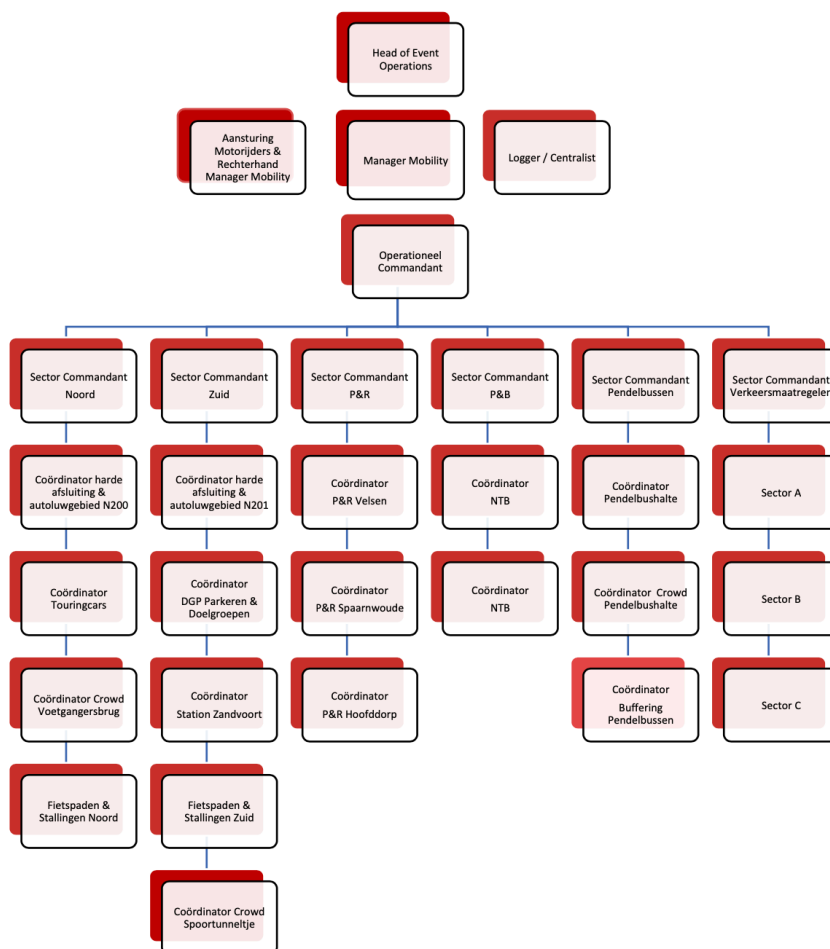 Head of Event
Operations
Aansturing
Motorijders &
Rechterhand
Manager Mobility
Manager Mobility
Logger / Centralist
Operationeel
Commandant
Sector Commandant
Noord
Sector Commandant
Zuid
Sector Commandant
P&R
Sector Commandant
P&B
Sector Commandant
Pendelbussen
Sector Commandant
Verkeersmaatregelen
Coördinator harde
afsluiting &
autoluwgebied N200
Coördinator harde
afsluiting &
autoluwgebied N201
Coördinator
P&R Velsen
Coördinator
NTB
Coördinator
Pendelbushalte
Sector A
Coördinator
Touringcars
Coördinator
DGP Parkeren &
Doelgroepen
Coördinator
P&R Spaarnwoude
Coördinator
NTB
Coördinator Crowd
Pendelbushalte
Sector B
Coördinator Crowd
Voetgangersbrug
Coördinator
Station Zandvoort
Coördinator
P&R Hoofddorp
Coördinator
Buffering
Pendelbussen
Sector C
Fietspaden &
Stallingen Noord
Fietspaden &
Stallingen Zuid
Coördinator Crowd
Spoortunneltje